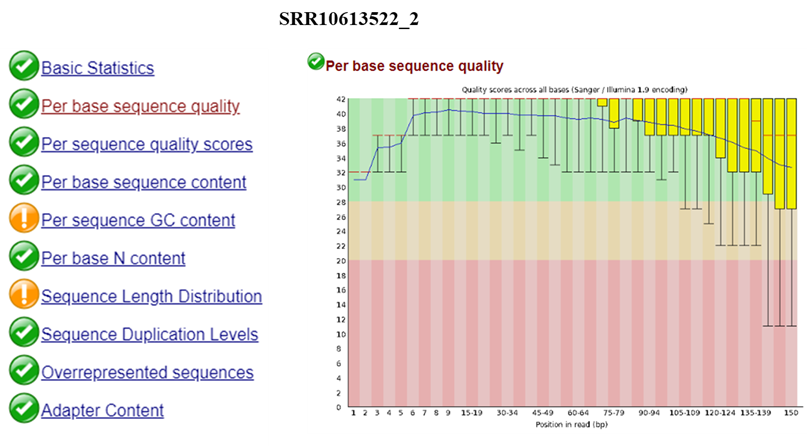 SRR10613522_2
Basic Statistics
Per base sequence quality
Per sequence quality scores
Per base sequence content
Per sequence GC content
Per base N content
Sequence Length Distribution
Sequence Duplication Levels
Overrepresented sequences
Adapter Content
Per base sequence quality
Quality scores across all bases (Sanger / Illumina 1.9 encoding)
42
40
38
36
34
32
30
28
26
24
22
20
18
16
14
12
10
8
6
4
2
0
1 2 3 4 5 6 7 8 9 15-19 30-34 45-49 60-64 75-79 90-94 105-109 120-124 135-139 150
Position in read (bp)